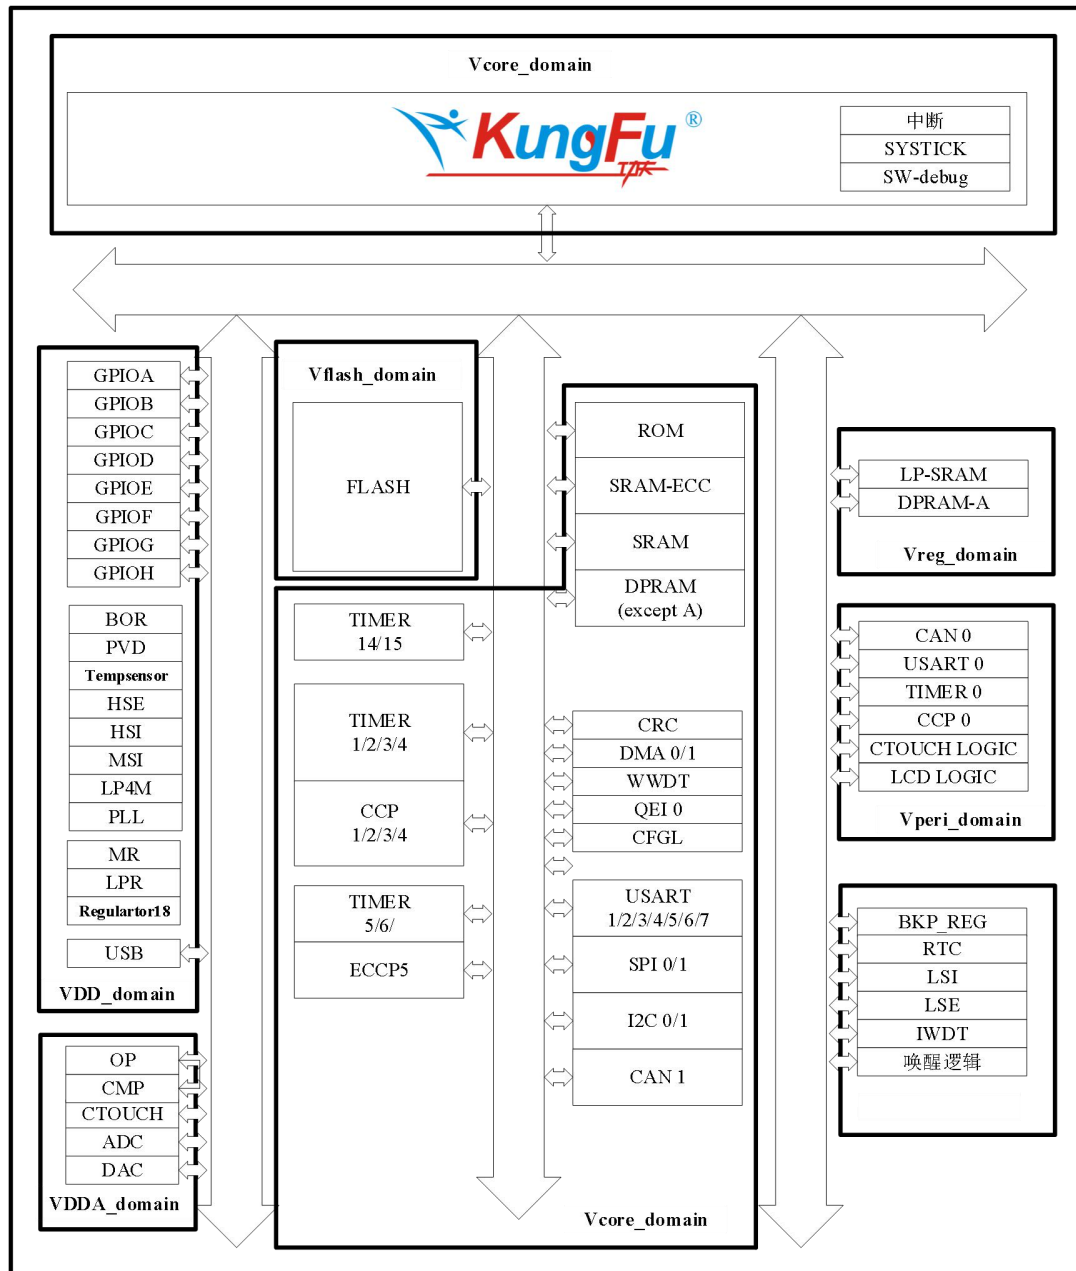 Vcore_domain
KungFu®
中断
SYSTICK
SW-debug
GPIOA
GPIOB
GPIOC
GPIOD
GPIOE
GPIOF
GPIOG
GPIOH
BOR
PVD
Tempsensor
HSE
HSI
MSI
LP4M
PLL
MR
LPR
Regulartor18
USB
VDD_domain
OP
CMP
CTOUCH
ADC
DAC
VDDA_domain
Vflash_domain
FLASH
ROM
SRAM-ECC
SRAM
DPRAM
(except A)
TIMER
14/15
TIMER
1/2/3/4
CCP
1/2/3/4
TIMER
5/6/
ECCP5
CRC
DMA 0/1
WWDT
QEI 0
CFGL
USART
1/2/3/4/5/6/7
SPI 0/1
I2C 0/1
CAN 1
Vcore_domain
LP-SRAM
DPRAM-A
Vreg_domain
CAN 0
USART 0
TIMER 0
CCP 0
CTOUCH LOGIC
LCD LOGIC
Vperi_domain
BKP_REG
RTC
LSI
LSE
IWDT
唤醒逻辑